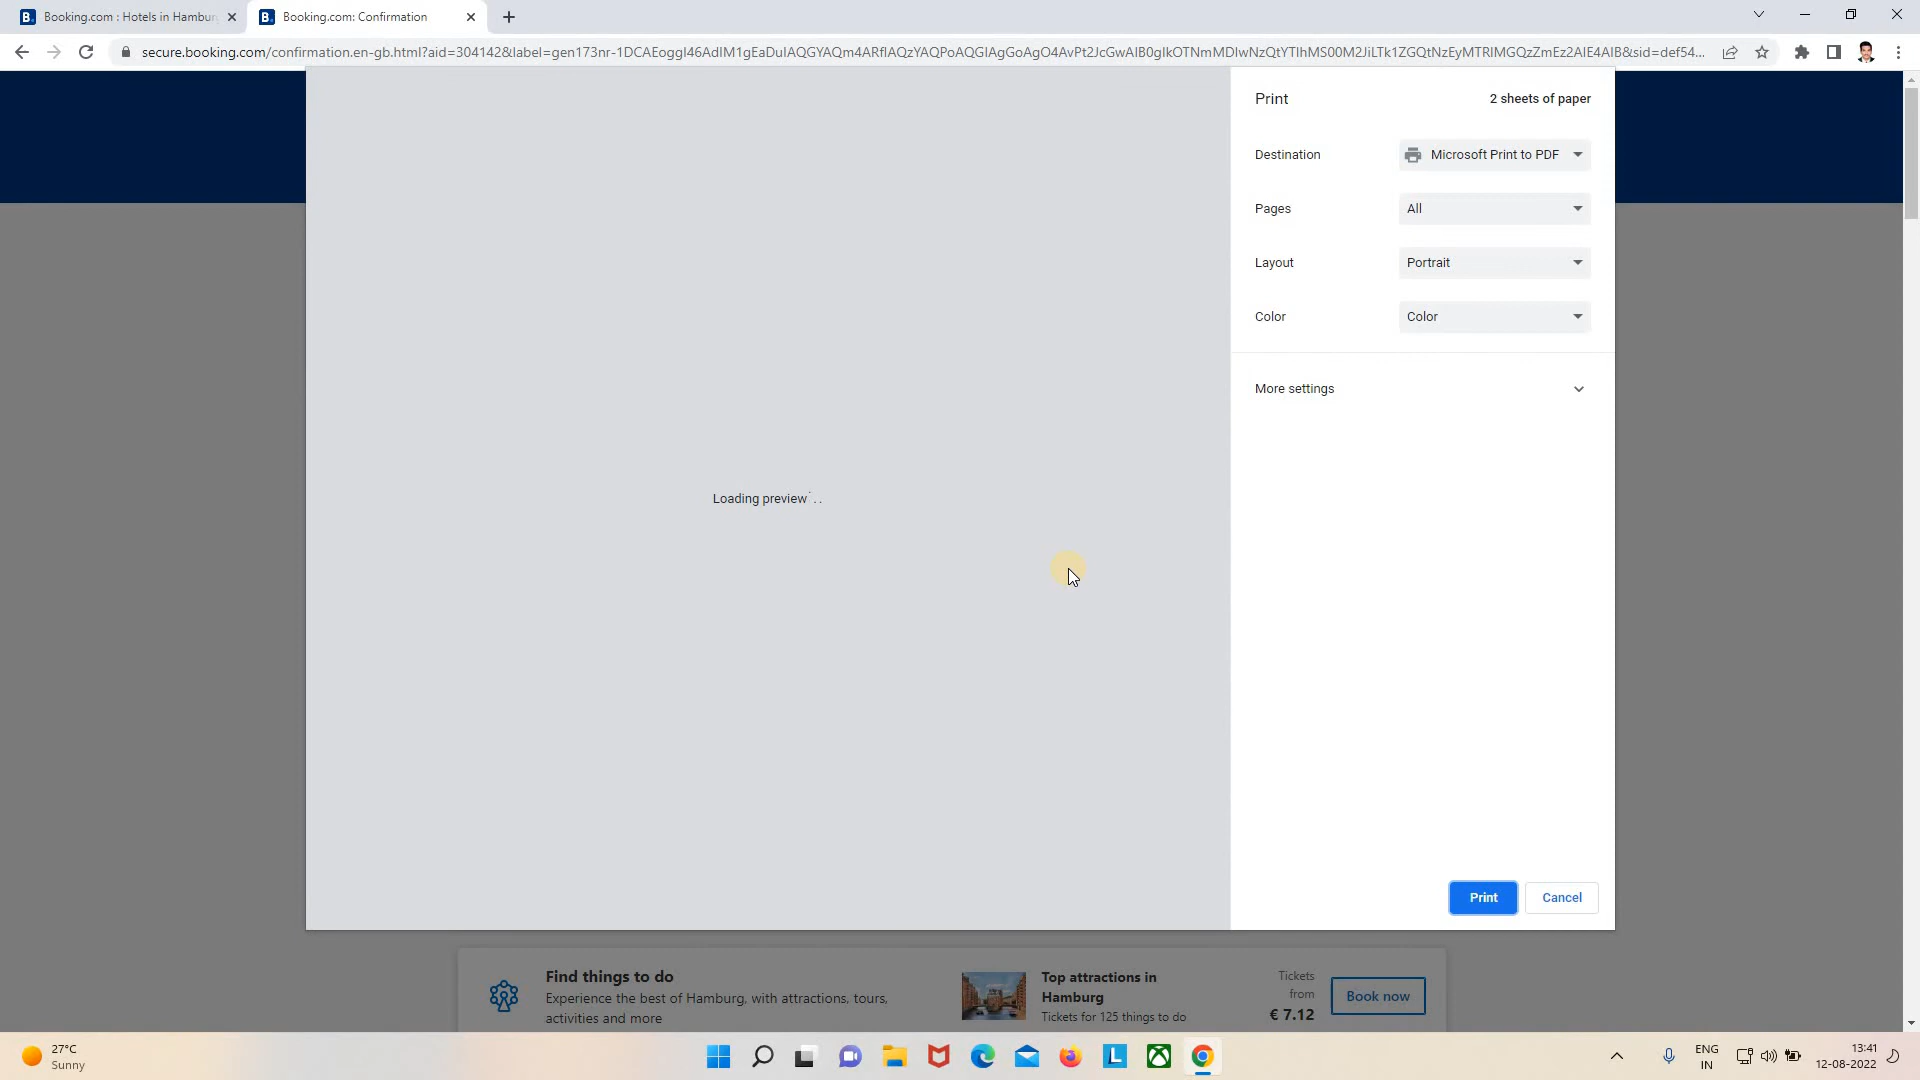 B. Booking.com : Hotels in Hambur
B. Booking.com: Confirmation
secure.booking.com/confirmation.en-gb.html?aid=304142&label=
Print
2 sheets of paper
Destination
Microsoft Print to PDF
Pages
All
Layout
Portrait
Color
Color
More settings
Loading preview...
Print
Cancel
Find things to do
Experience the best of Hamburg, with attractions, tours,
activities and more
Top attractions in
Hamburg
Tickets for 125 things to do
Tickets
from
€ 7.12
Book now
27°C
Sunny
L
ENG
IN
13:41
12-08-2022